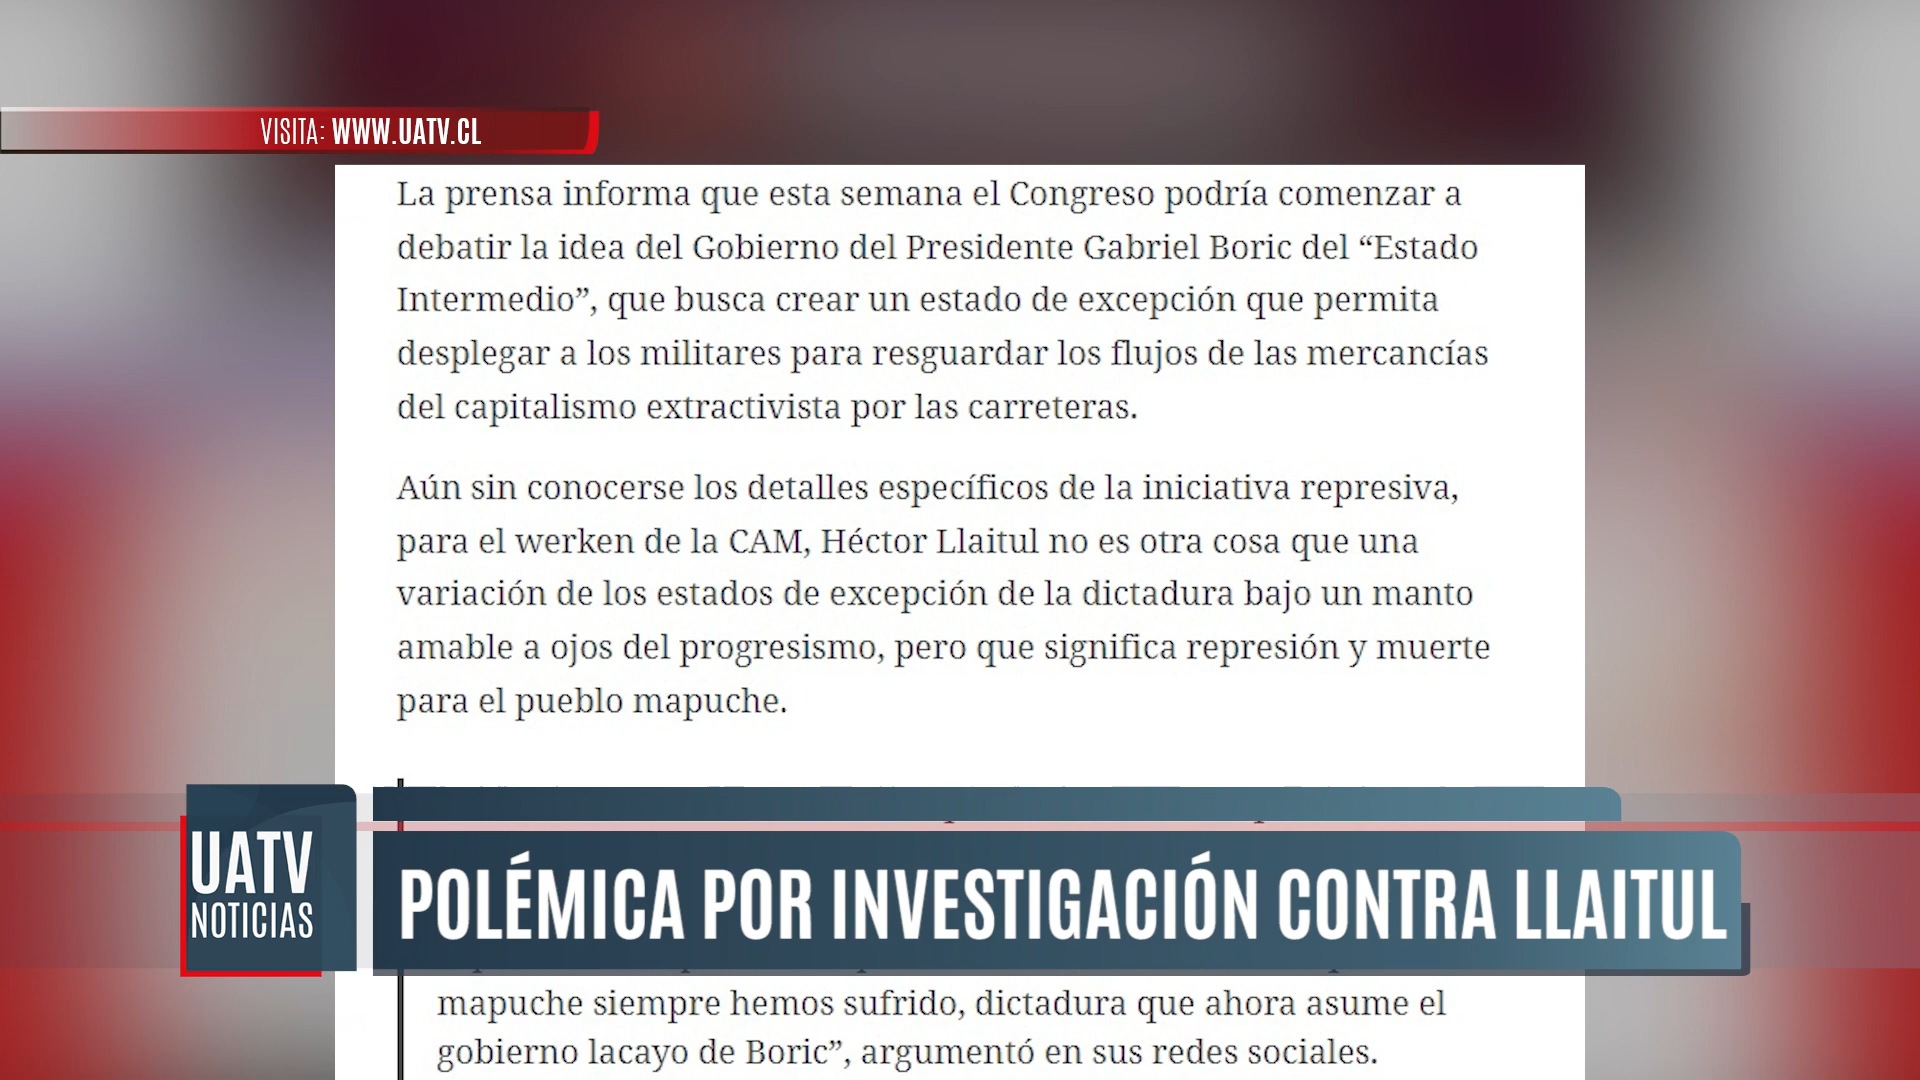 VISITA: WWW.UATV.CL
La prensa informa que esta semana el Congreso podría comenzar a
debatir la idea del Gobierno del Presidente Gabriel Boric del “Estado
Intermedio”, que busca crear un estado de excepción que permita
desplegar a los militares para resguardar los flujos de las mercancías
del capitalismo extractivista por las carreteras.
Aún sin conocerse los detalles específicos de la iniciativa represiva,
para el werken de la CAM, Héctor Llaitul no es otra cosa que una
variación de los estados de excepción de la dictadura bajo un manto
amable a ojos del progresismo, pero que significa represión y muerte
para el pueblo mapuche.
UATV
NOTICIAS
POLÉMICA POR INVESTIGACIÓN CONTRA LLAITUL
mapuche siempre hemos sufrido, dictadura que ahora asume el
gobierno lacayo de Boric”, argumentó en sus redes sociales.